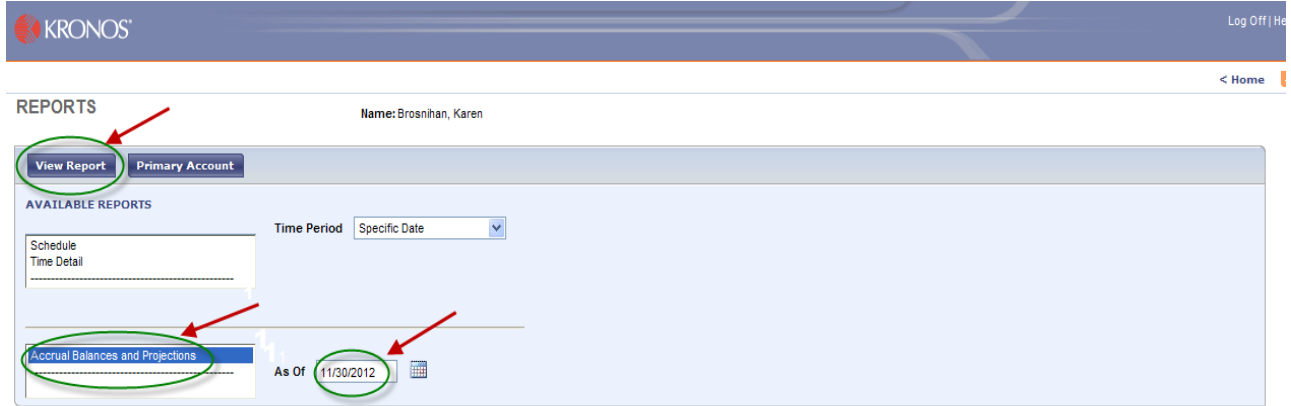 KRONOS®
Log Off | He
< Home
REPORTS
Name: Brosnihan, Karen
View Report
Primary Account
AVAILABLE REPORTS
Time Period
Specific Date
Schedule
Time Detail
--------------------------------------------------
1
Accrual Balances and Projections
--------------------------------------------------
As Of
11/30/2012